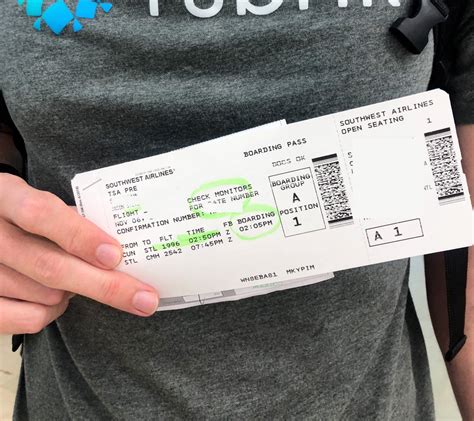 SOUTHWEST AIRLINES
TSA PRE
BOARDING PASS
DOCS OK
CHECK MONITORS
FLIGHT
FOR GATE NUMBER
NOV 06
CONFIRMATION NUMBER:
FROM TO FLT TIME FB BOARDING
CUN STL 1996 02:50PM Z 02:05PM
STL CMH 2542 07:45PM Z
WN8EBA81 MKYPIM
BOARDING
GROUP
A
POSITION
1
SOUTHWEST AIRLINES
OPEN SEATING
1
A 1